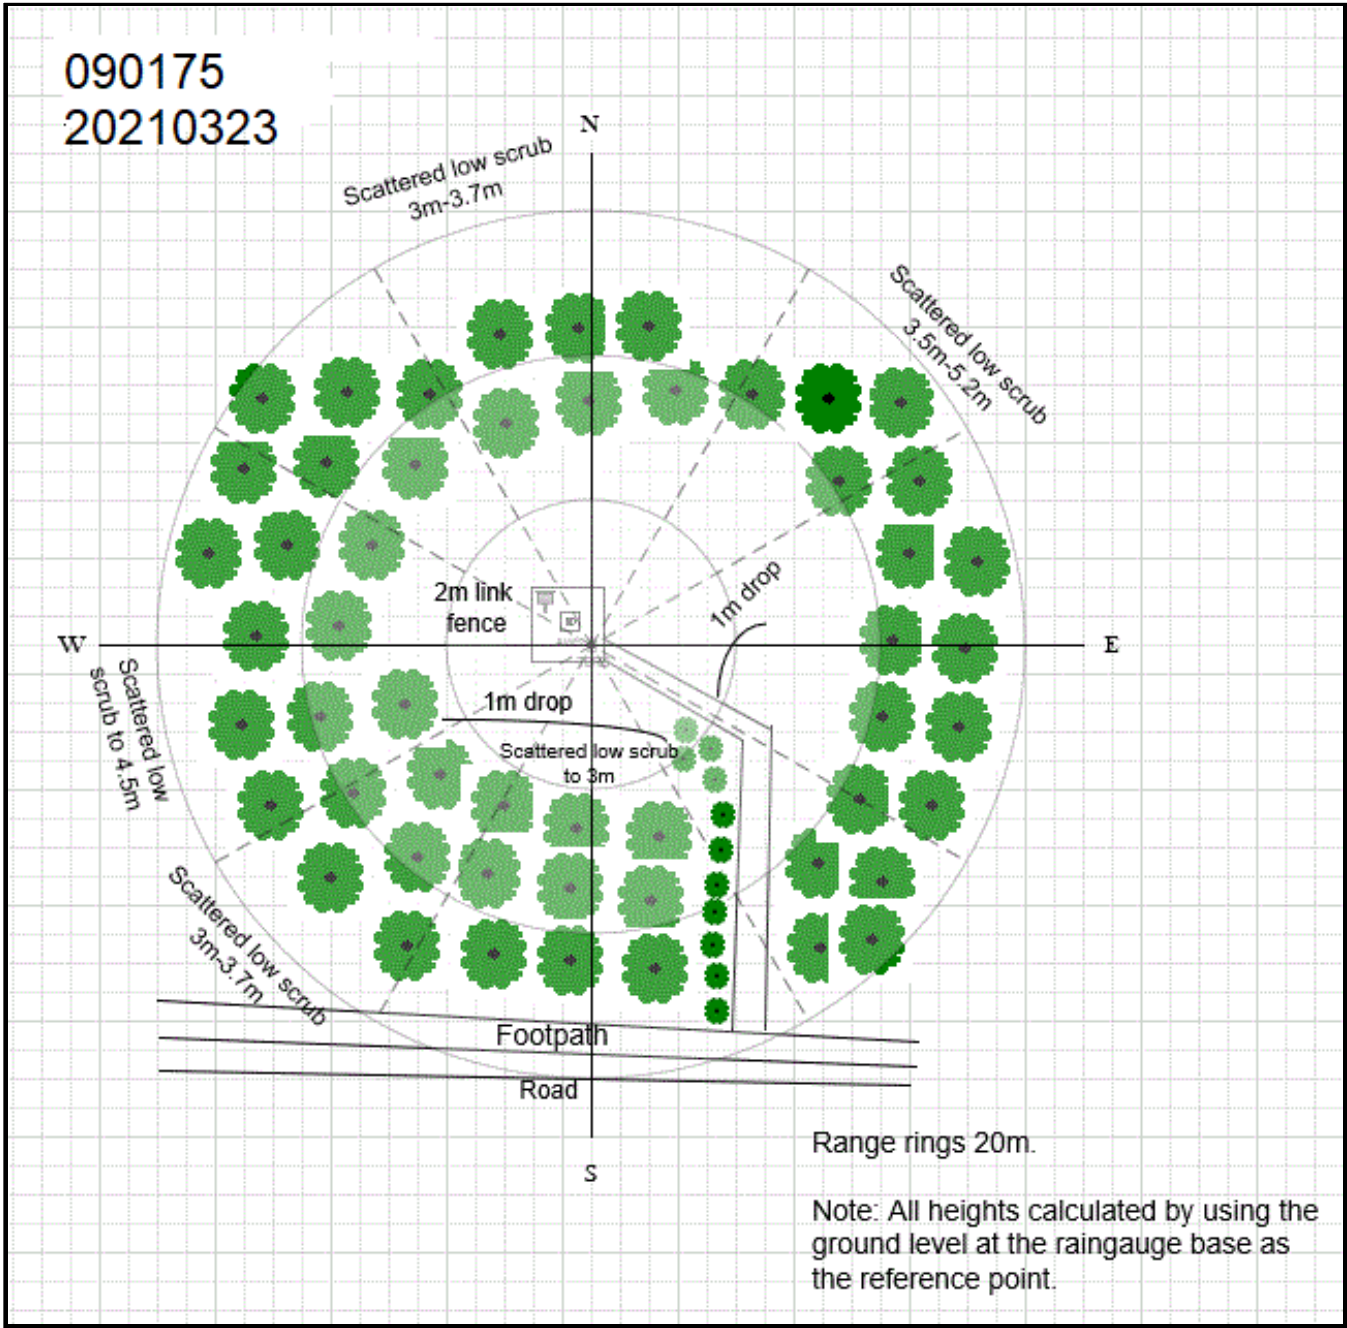 090175
20210323
N
Scattered low scrub
3m-3.7m
Scattered low scrub
3.5m-5.2m
2m link
fence
1m drop
W
E
Scattered low
scrub to 4.5m
1m drop
Scattered low scrub
to 3m
Scattered low scrub
3m-3.7m
Footpath
Road
S
Range rings 20m.
Note: All heights calculated by using the
ground level at the raingauge base as
the reference point.